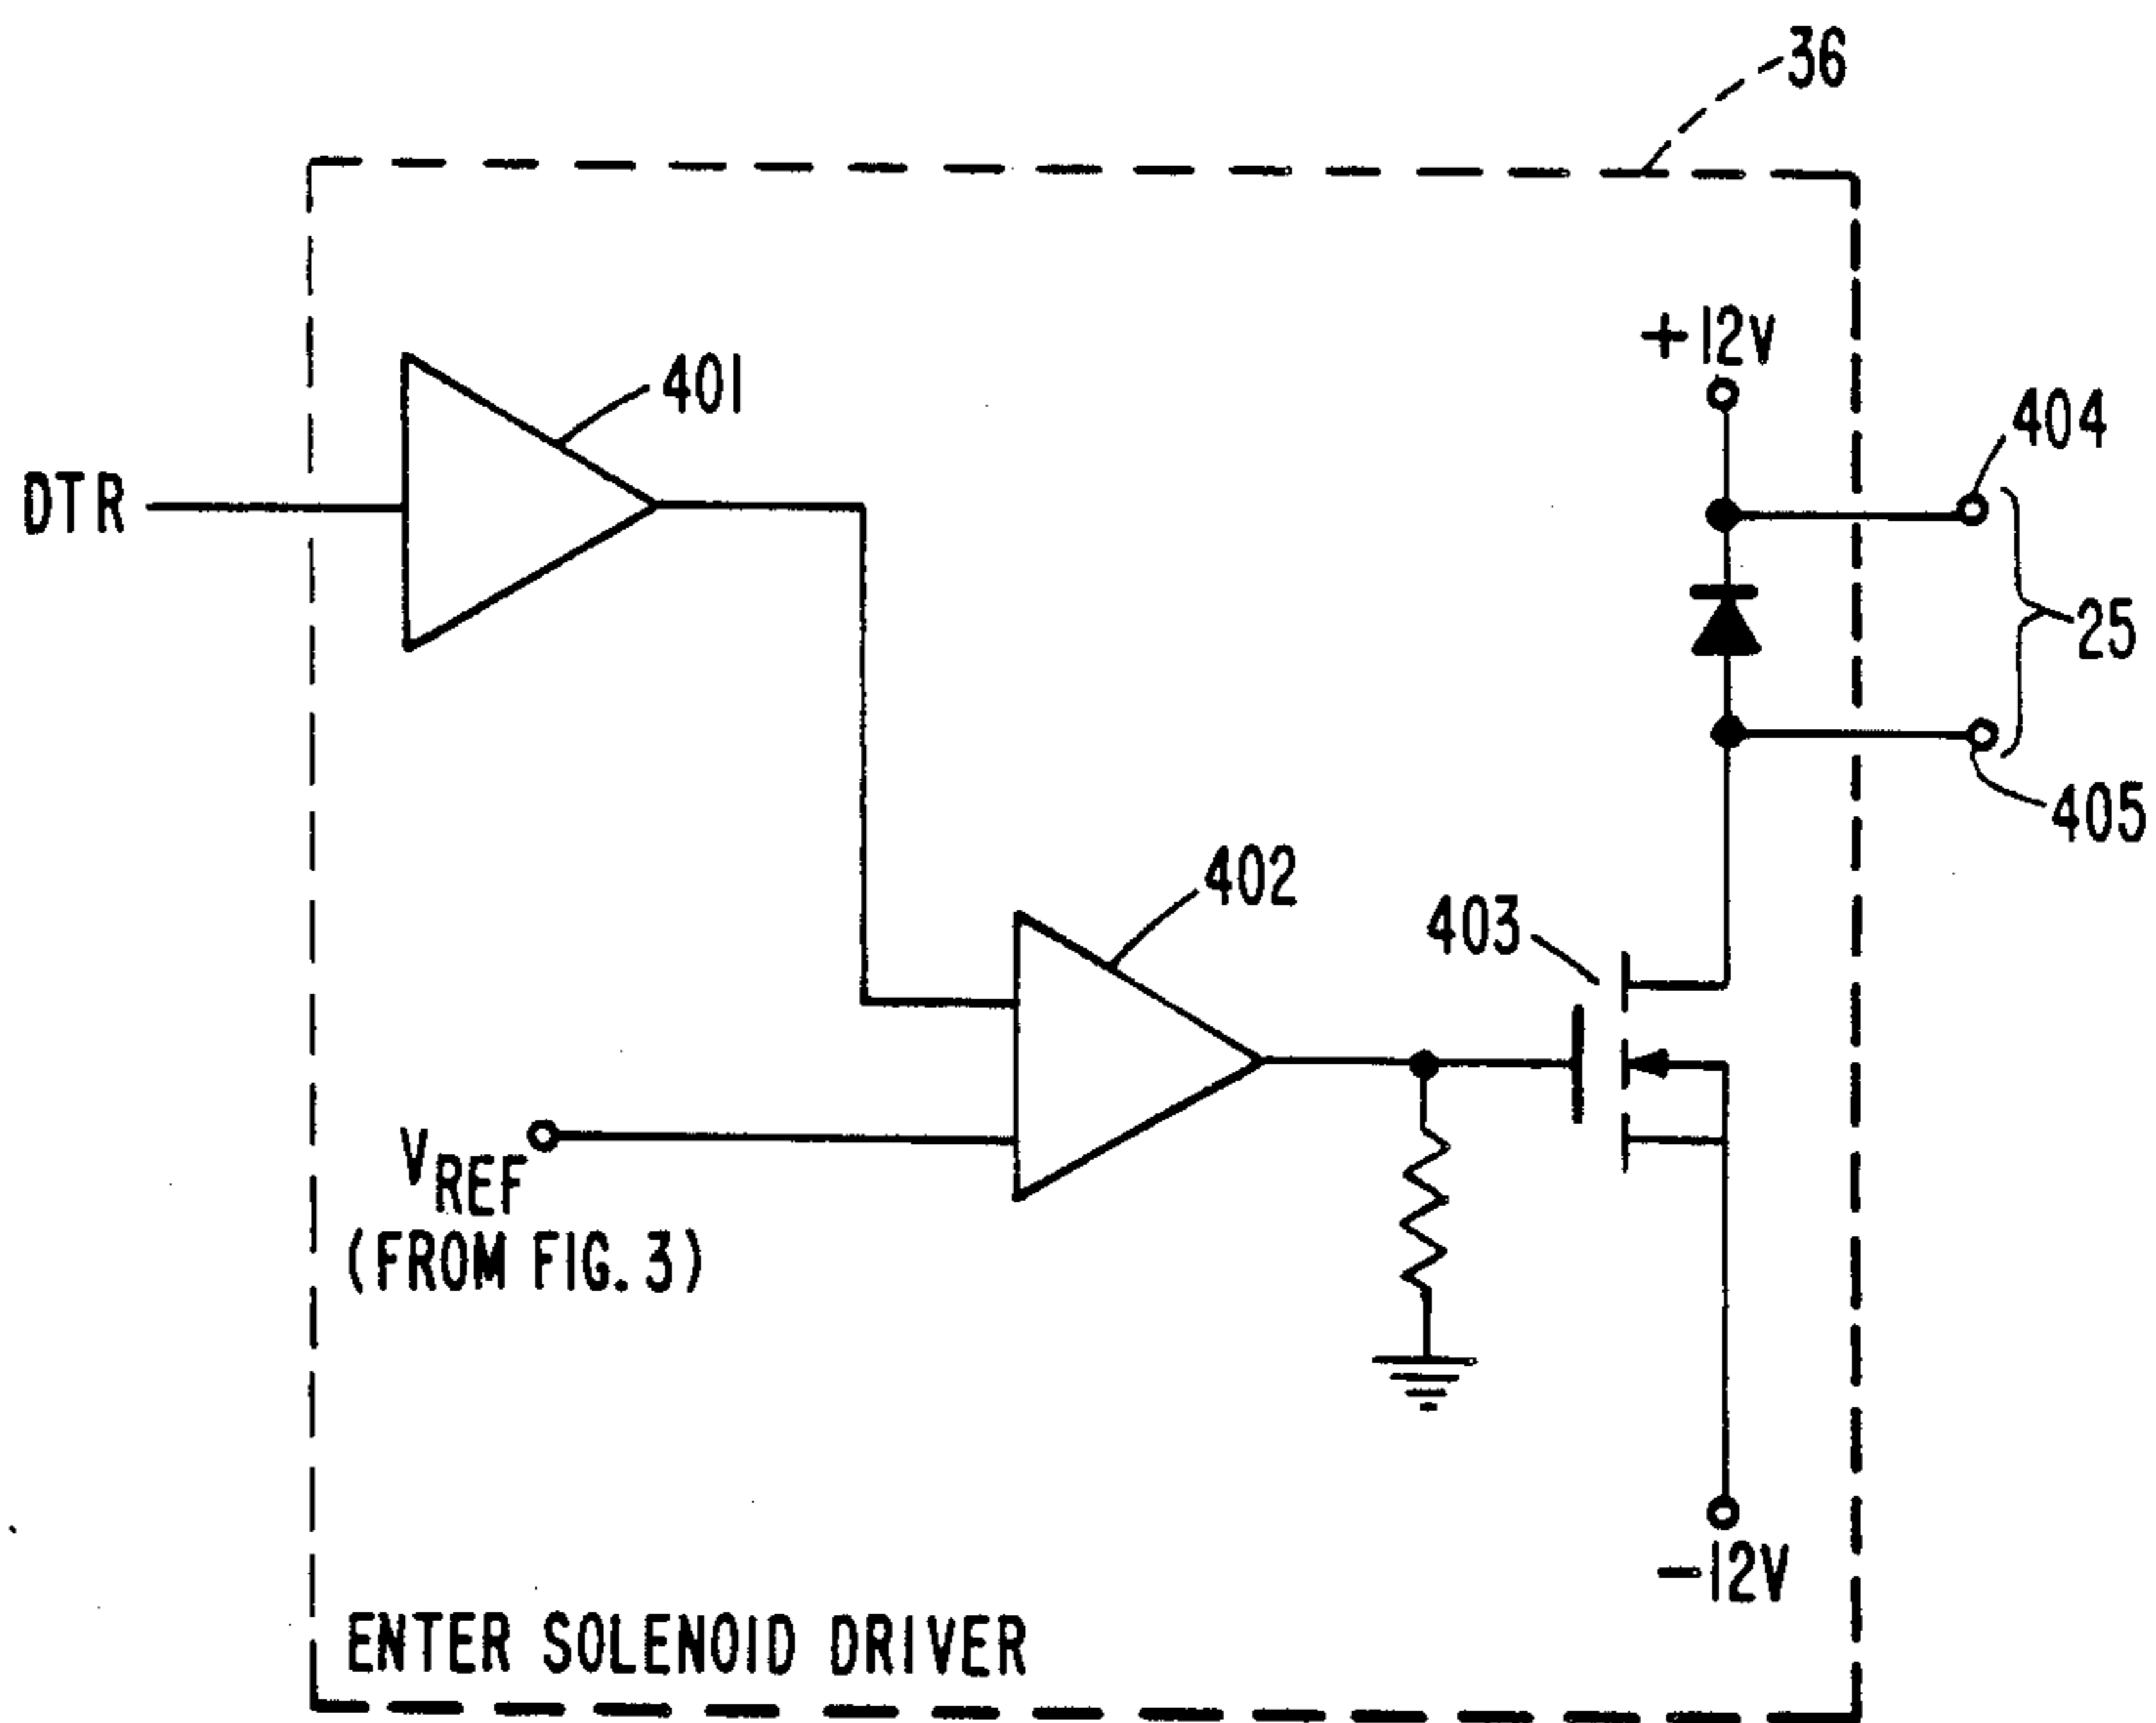 36
+12V
401
404
DTR
25
405
402
403
VREF
(FROM FIG. 3)
-12V
ENTER SOLENOID DRIVER